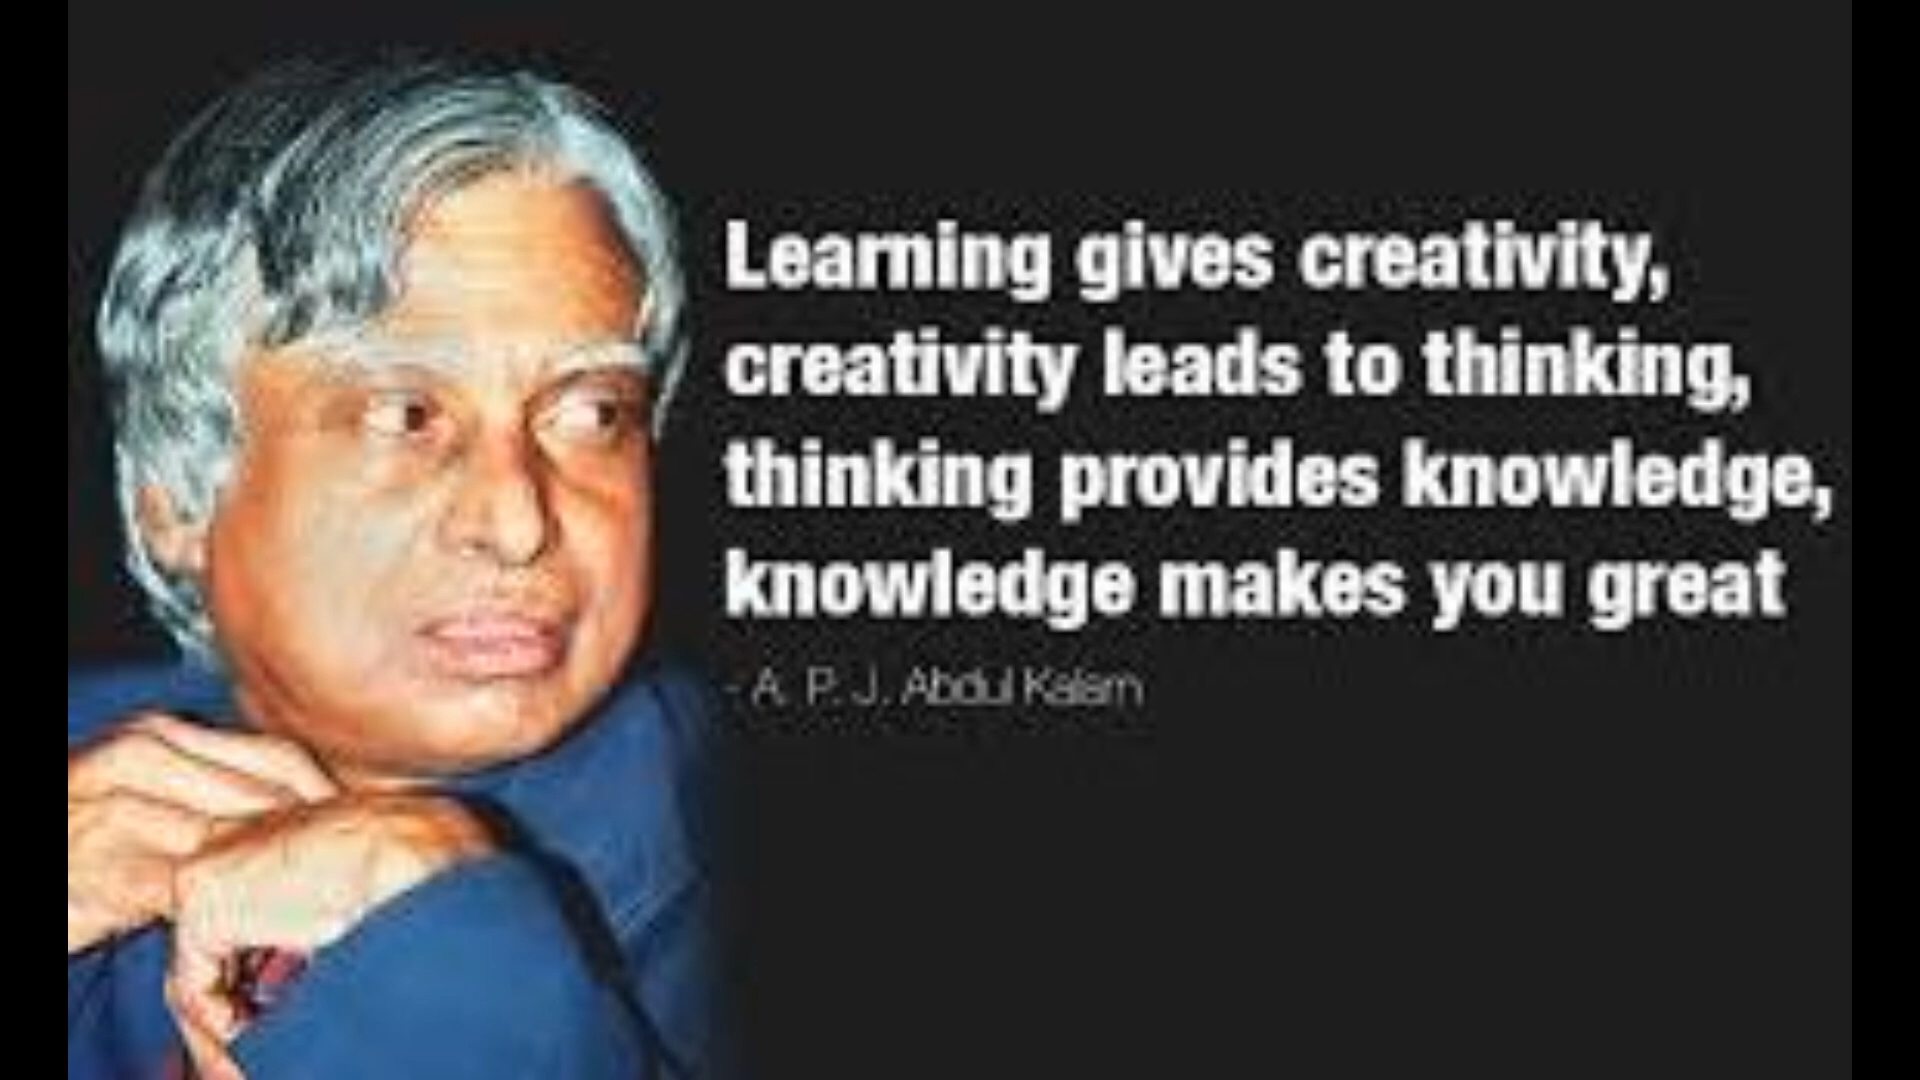 Learning gives creativity,
creativity leads to thinking,
thinking provides knowledge,
knowledge makes you great
- A. P. J. Abdul Kalam